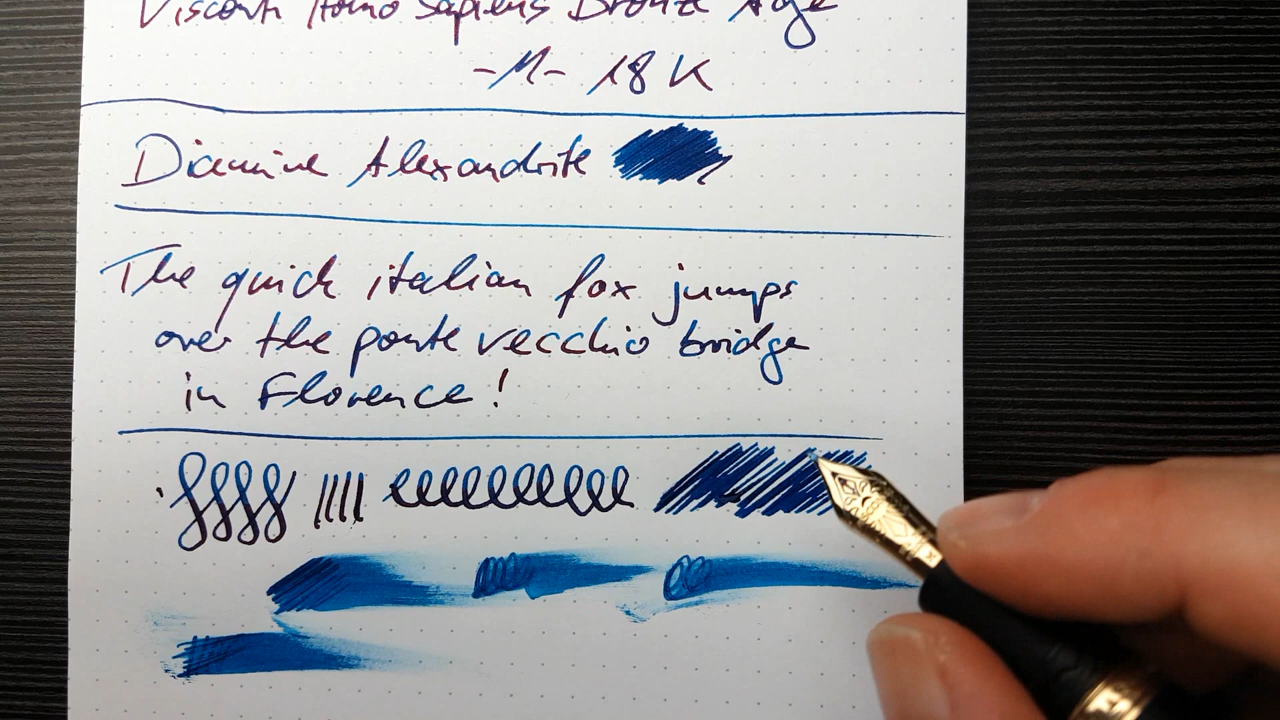 Visconti Homo Sapiens Bronze Age
-M- 18 K
Diamine Alexandrite
The quick italian fox jumps
over the ponte vecchio bridge
in Florence!